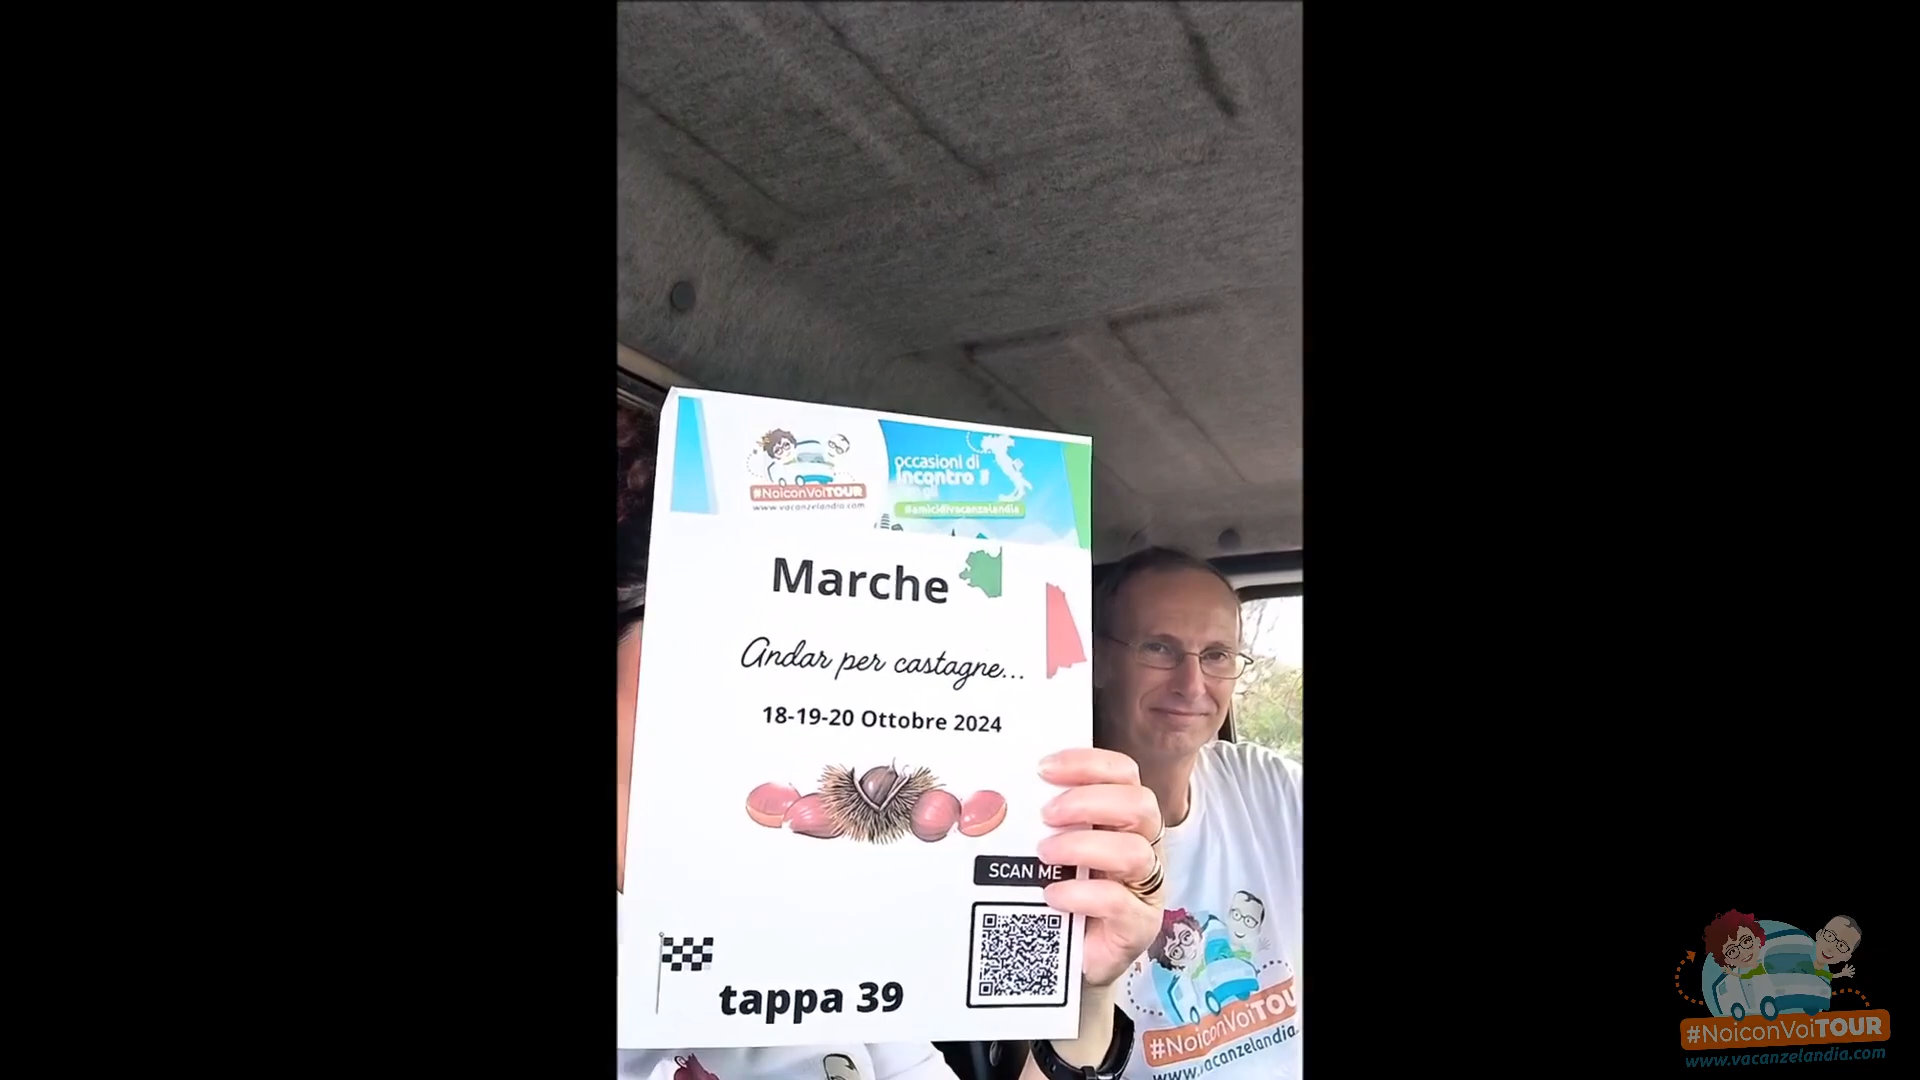 #NoiconVoiTOUR
www.vacanzelandia.com
occasioni di
incontro
#amicidivacanzelandia
Marche
Andar per castagne...
18-19-20 Ottobre 2024
SCAN ME
tappa 39
#NoiconVoiTOU
www.vacanzelandia.
#NoiconVoiTOUR
www.vacanzelandia.com